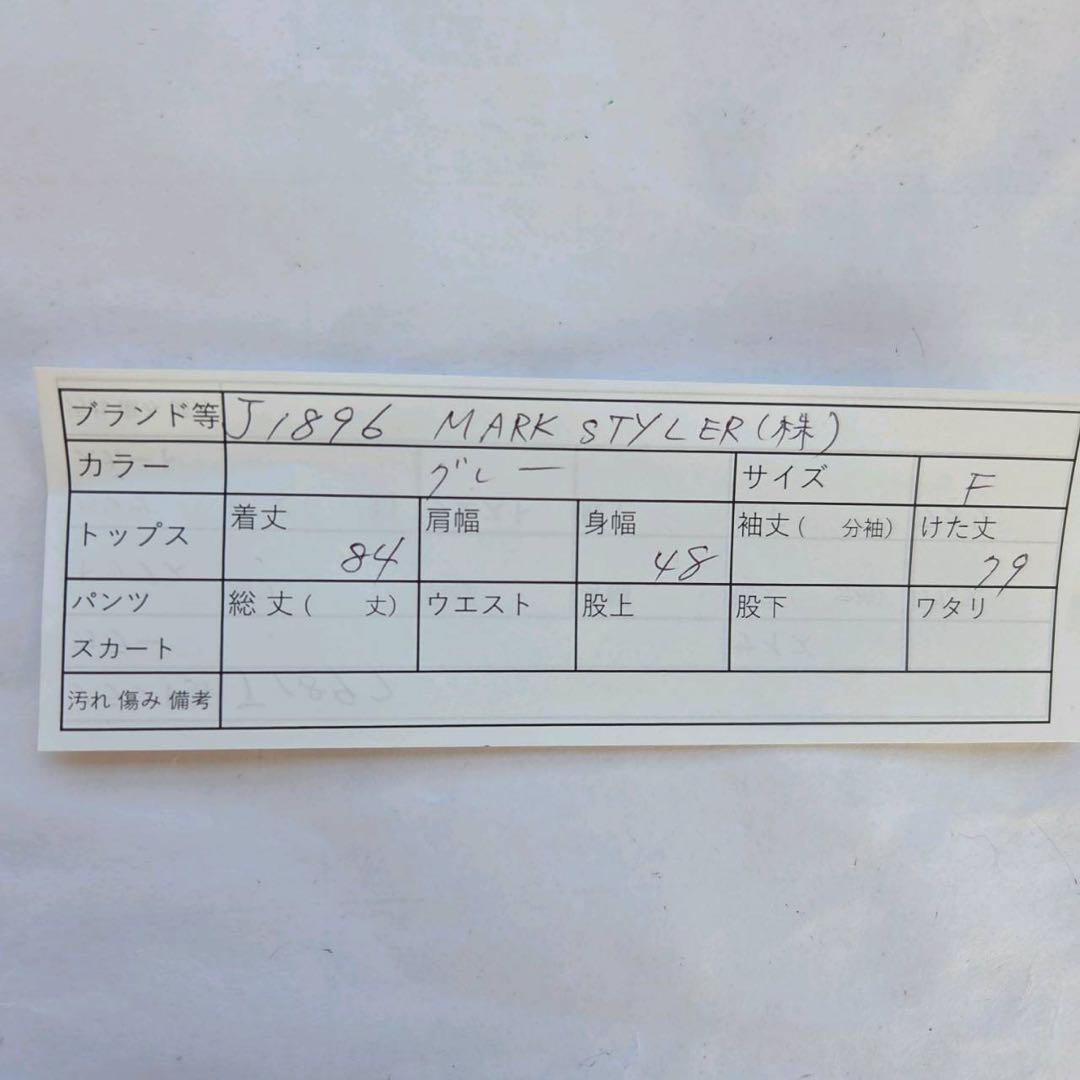 ブランド等 J1896 MARK STYLER(株)
カラー グレー サイズ F
トップス 着丈 84 肩幅 身幅 48 袖丈( 分袖) けた丈 79
パンツ スカート 総丈( 丈) ウエスト 股上 股下 ワタリ
汚れ 傷み 備考